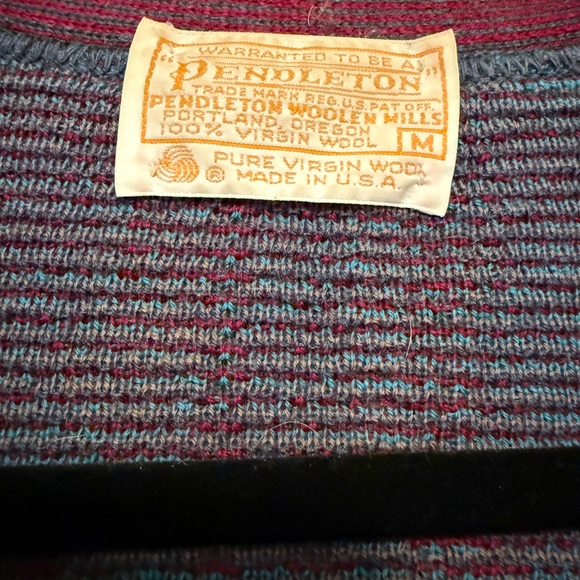 WARRANTED TO BE A
"PENDLETON"
TRADE MARK REG. U.S. PAT. OFF.
PENDLETON WOOLEN MILLS
PORTLAND, OREGON
100% VIRGIN WOOL M
PURE VIRGIN WOOL
® MADE IN U.S.A.